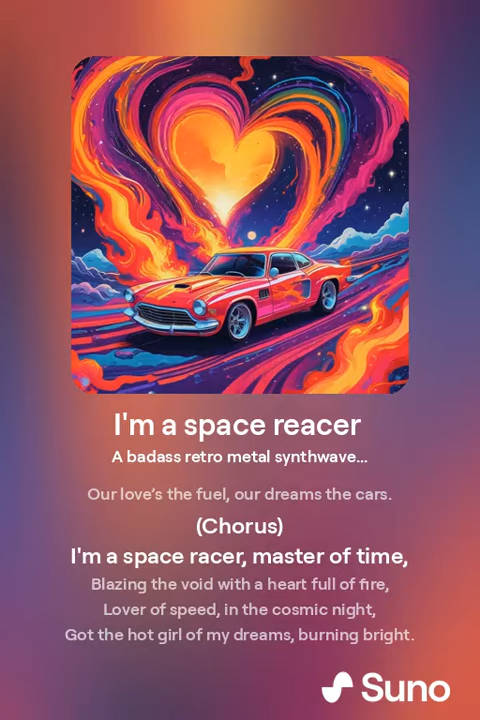 I'm a space reacer
A badass retro metal synthwave...
Our love's the fuel, our dreams the cars.
(Chorus)
I'm a space racer, master of time,
Blazing the void with a heart full of fire,
Lover of speed, in the cosmic night,
Got the hot girl of my dreams, burning bright.
Suno